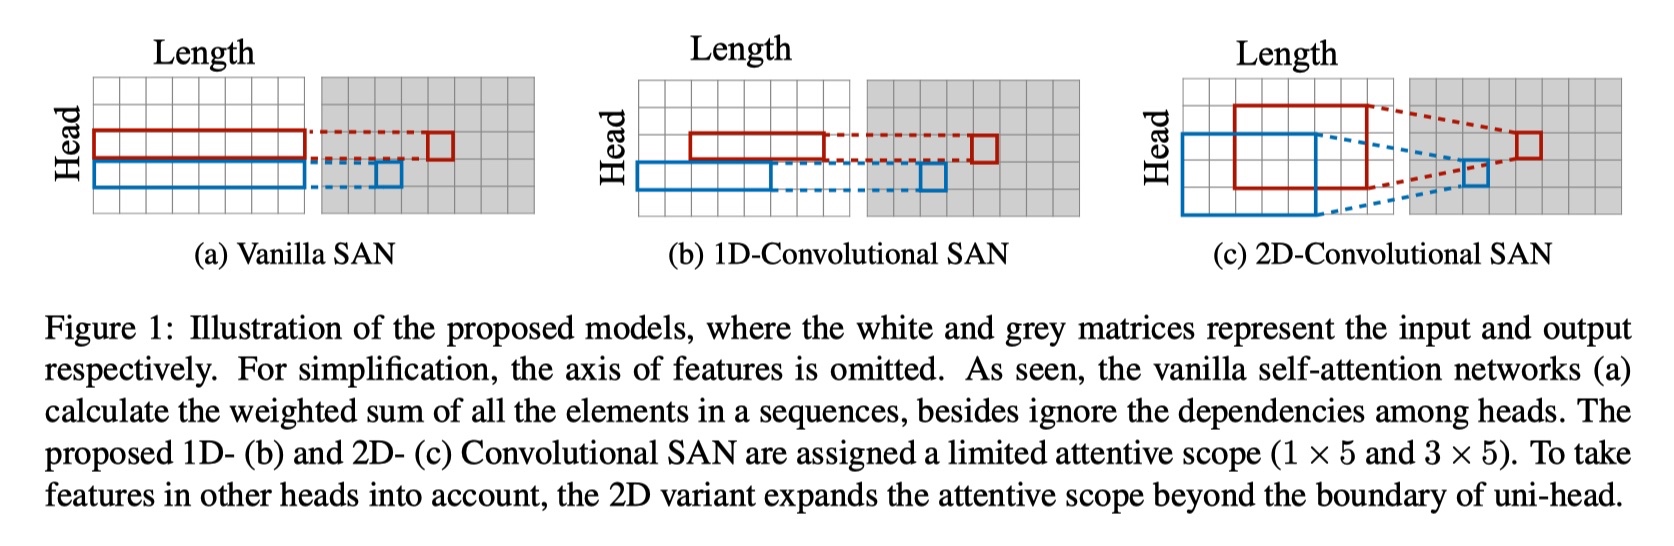 Length
Head
(a) Vanilla SAN
Length
Head
(b) 1D-Convolutional SAN
Length
Head
(c) 2D-Convolutional SAN
Figure 1: Illustration of the proposed models, where the white and grey matrices represent the input and output
respectively. For simplification, the axis of features is omitted. As seen, the vanilla self-attention networks (a)
calculate the weighted sum of all the elements in a sequences, besides ignore the dependencies among heads. The
proposed 1D- (b) and 2D- (c) Convolutional SAN are assigned a limited attentive scope (1 × 5 and 3 × 5). To take
features in other heads into account, the 2D variant expands the attentive scope beyond the boundary of uni-head.